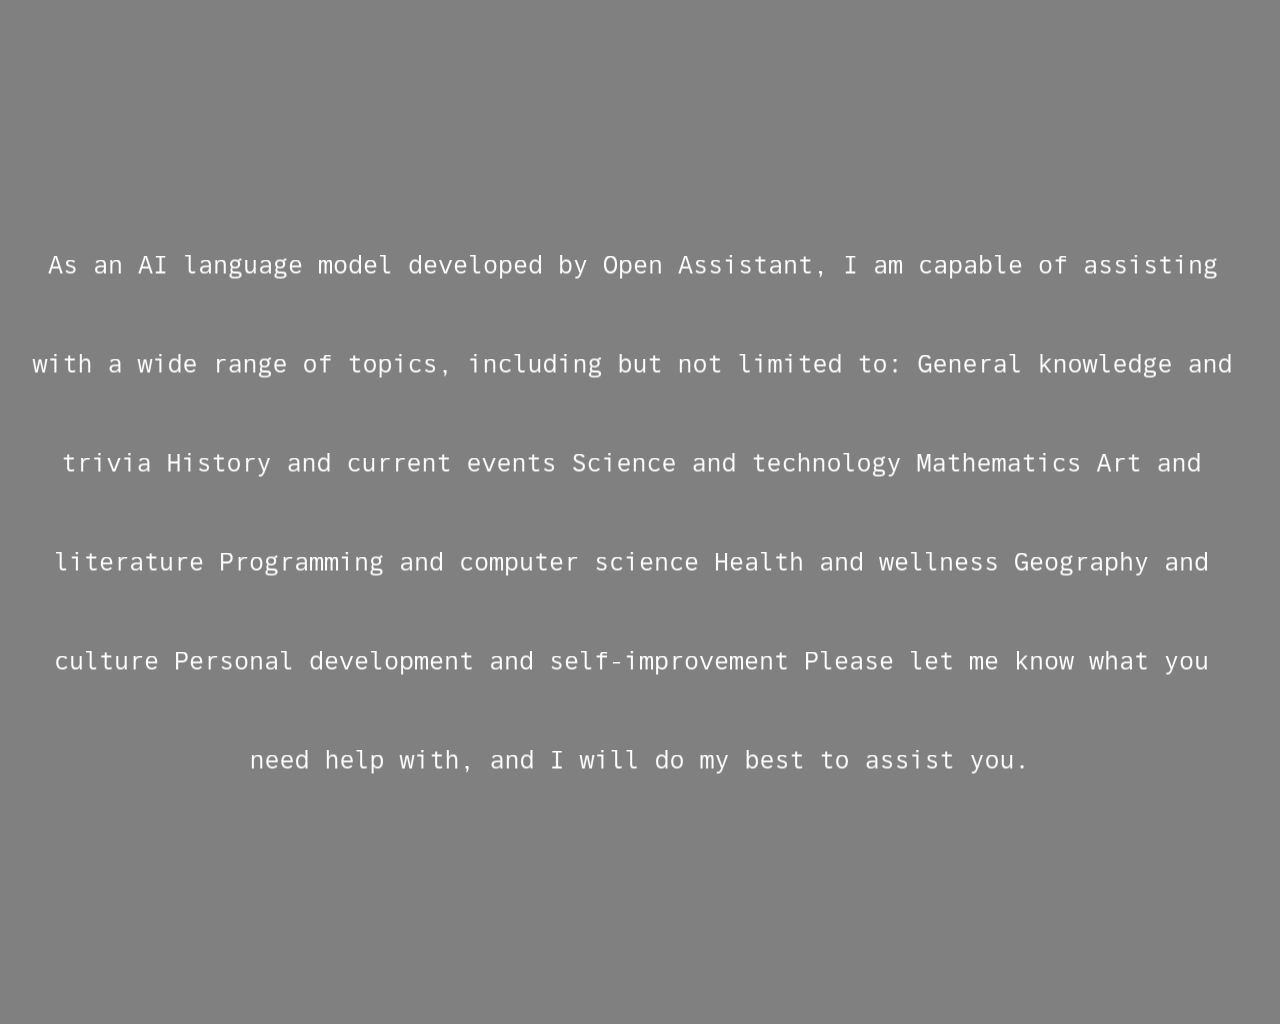 As an AI language model developed by Open Assistant, I am capable of assisting
with a wide range of topics, including but not limited to: General knowledge and
trivia History and current events Science and technology Mathematics Art and
literature Programming and computer science Health and wellness Geography and
culture Personal development and self-improvement Please let me know what you
need help with, and I will do my best to assist you.